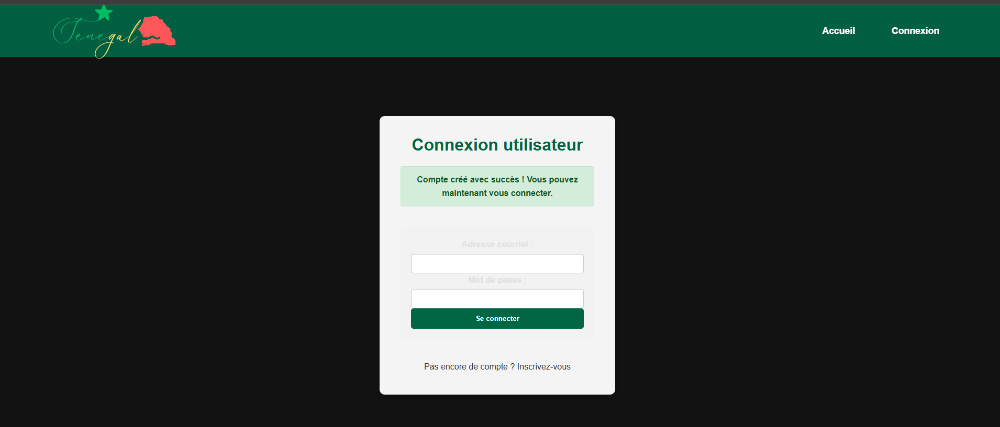 Senegal
Accueil
Connexion
Connexion utilisateur
Compte créé avec succès ! Vous pouvez
maintenant vous connecter.
Adresse courriel :
Mot de passe :
Se connecter
Pas encore de compte ? Inscrivez-vous